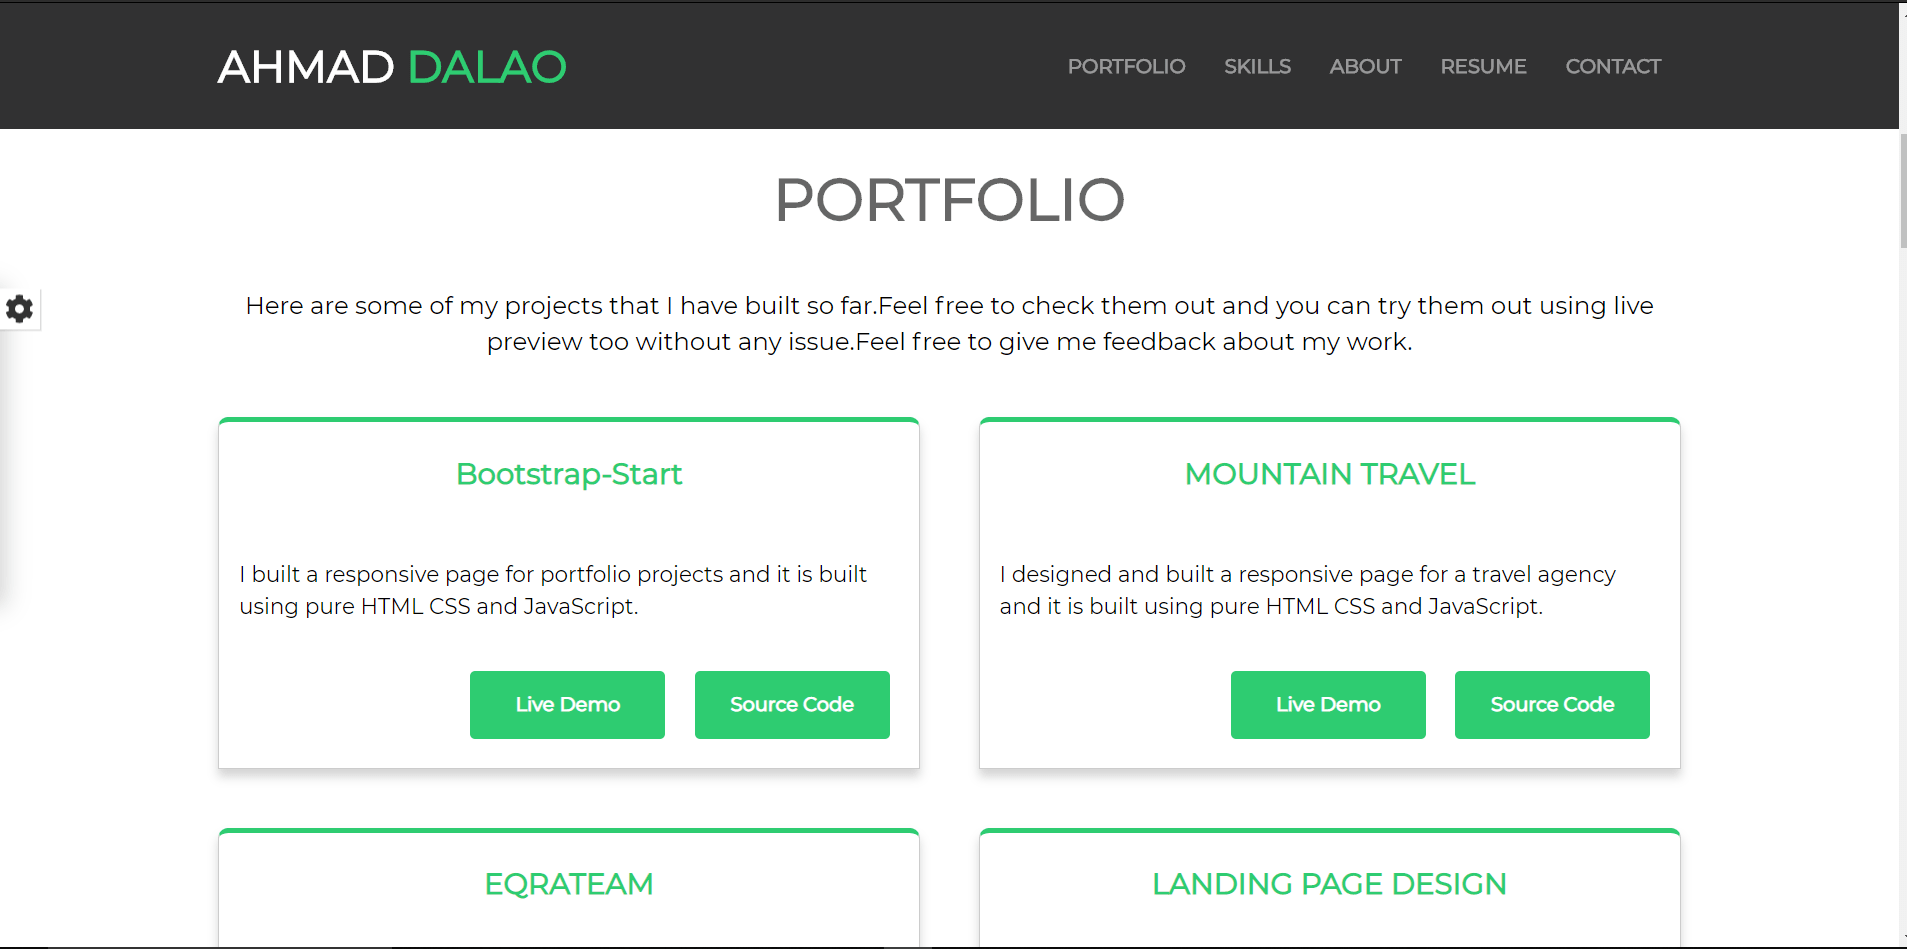 AHMAD DALAO
PORTFOLIO SKILLS ABOUT RESUME CONTACT
PORTFOLIO
Here are some of my projects that I have built so far.Feel free to check them out and you can try them out using live
preview too without any issue.Feel free to give me feedback about my work.
Bootstrap-Start
I built a responsive page for portfolio projects and it is built
using pure HTML CSS and JavaScript.
Live Demo Source Code
MOUNTAIN TRAVEL
I designed and built a responsive page for a travel agency
and it is built using pure HTML CSS and JavaScript.
Live Demo Source Code
EQRATEAM
LANDING PAGE DESIGN